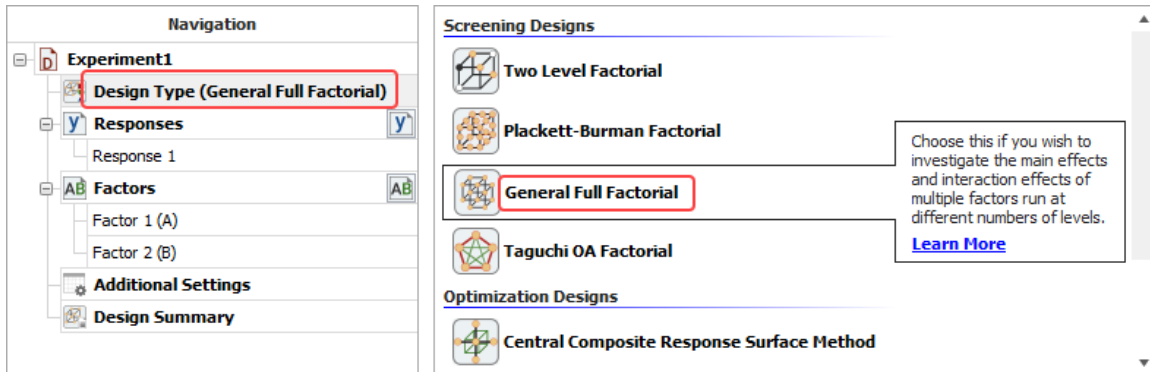 Navigation
Experiment1
Design Type (General Full Factorial)
Responses
Response 1
AB Factors
Factor 1 (A)
Factor 2 (B)
Additional Settings
Design Summary
Screening Designs
Two Level Factorial
Plackett-Burman Factorial
General Full Factorial
Choose this if you wish to
investigate the main effects
and interaction effects of
multiple factors run at
different numbers of levels.
Learn More
Taguchi OA Factorial
Optimization Designs
Central Composite Response Surface Method